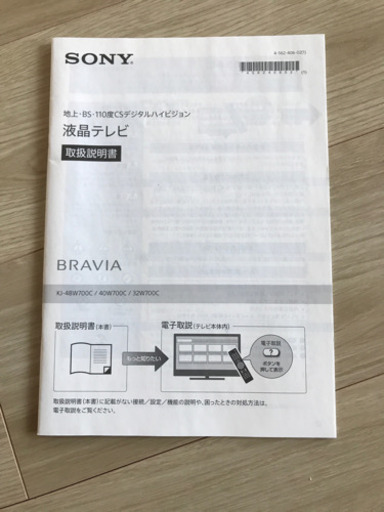 SONY®
地上・BS・110度CSデジタルハイビジョン
液晶テレビ
取扱説明書
BRAVIA
KJ-48W700C / 40W700C / 32W700C
取扱説明書(本書)
電子取説(テレビ本体内)
もっと知りたい
電子取説
?
ボタンを
押して表示
取扱説明書(本書)に記載がない接続/設定/機能の説明や、困ったときの対処方法は、
電子取説をご覧ください。